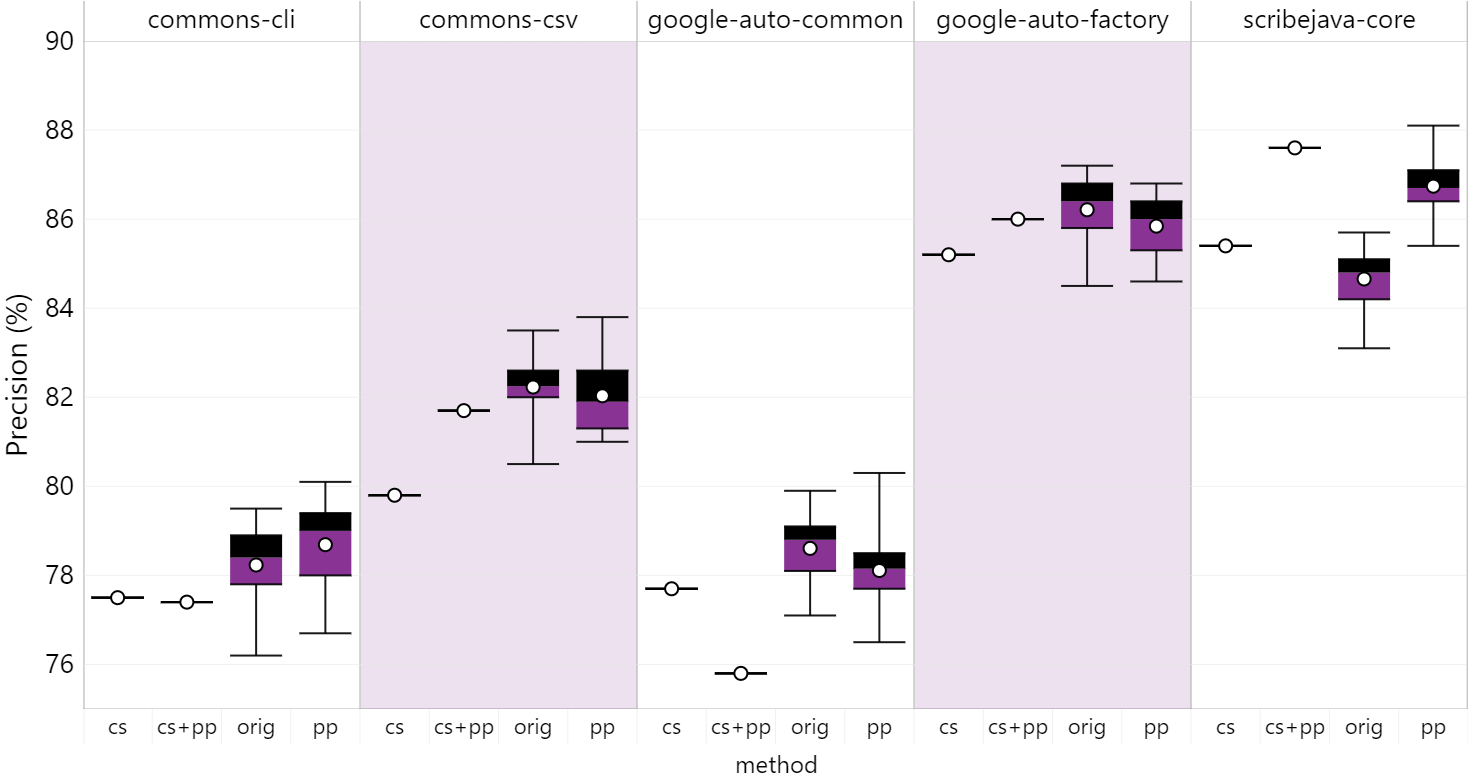 commons-cli commons-csv google-auto-common google-auto-factory scribejava-core
90
88
86
84
82
80
78
76
Precision (%)
cs cs+pp orig pp cs cs+pp orig pp cs cs+pp orig pp cs cs+pp orig pp cs cs+pp orig pp
method